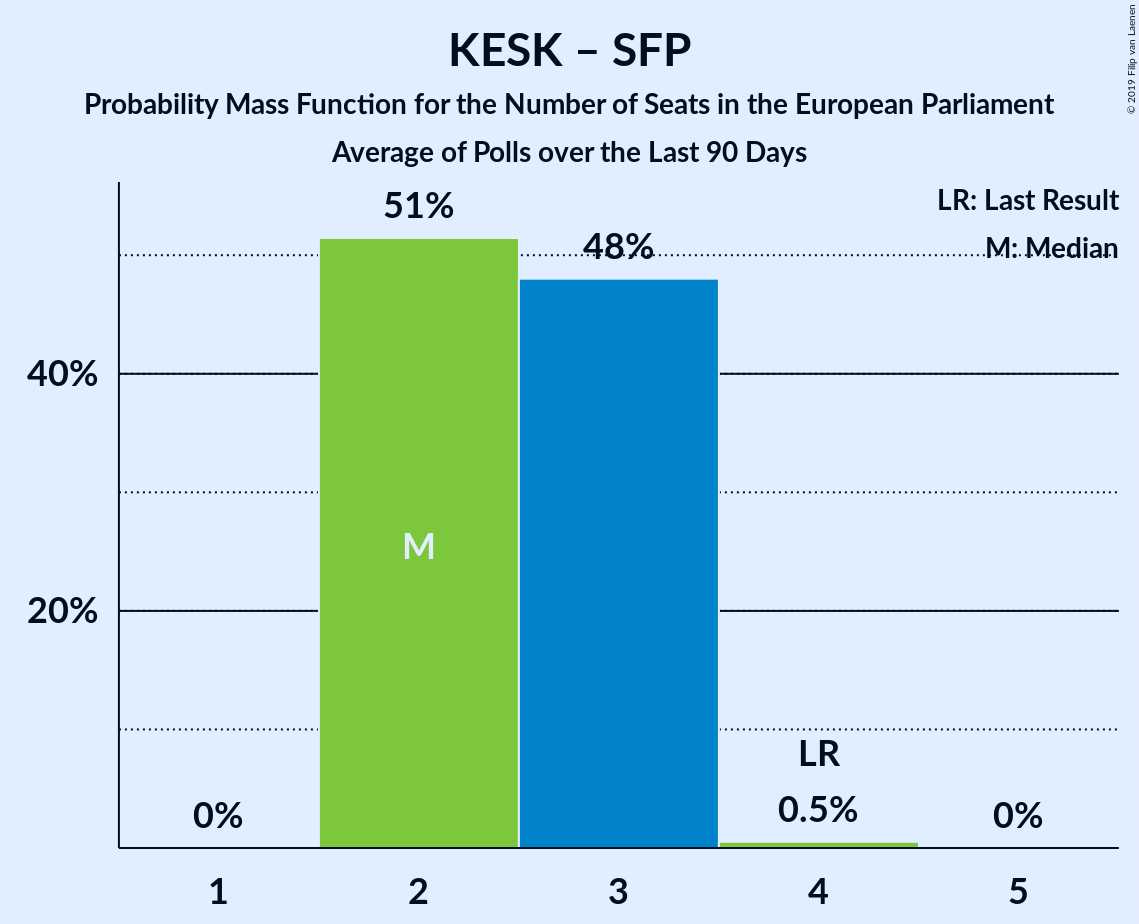 KESK – SFP
Probability Mass Function for the Number of Seats in the European Parliament
Average of Polls over the Last 90 Days
© 2019 Filip van Laenen
LR: Last Result
M: Median
51%
48%
40%
M
20%
LR
0%
0.5%
0%
1
2
3
4
5